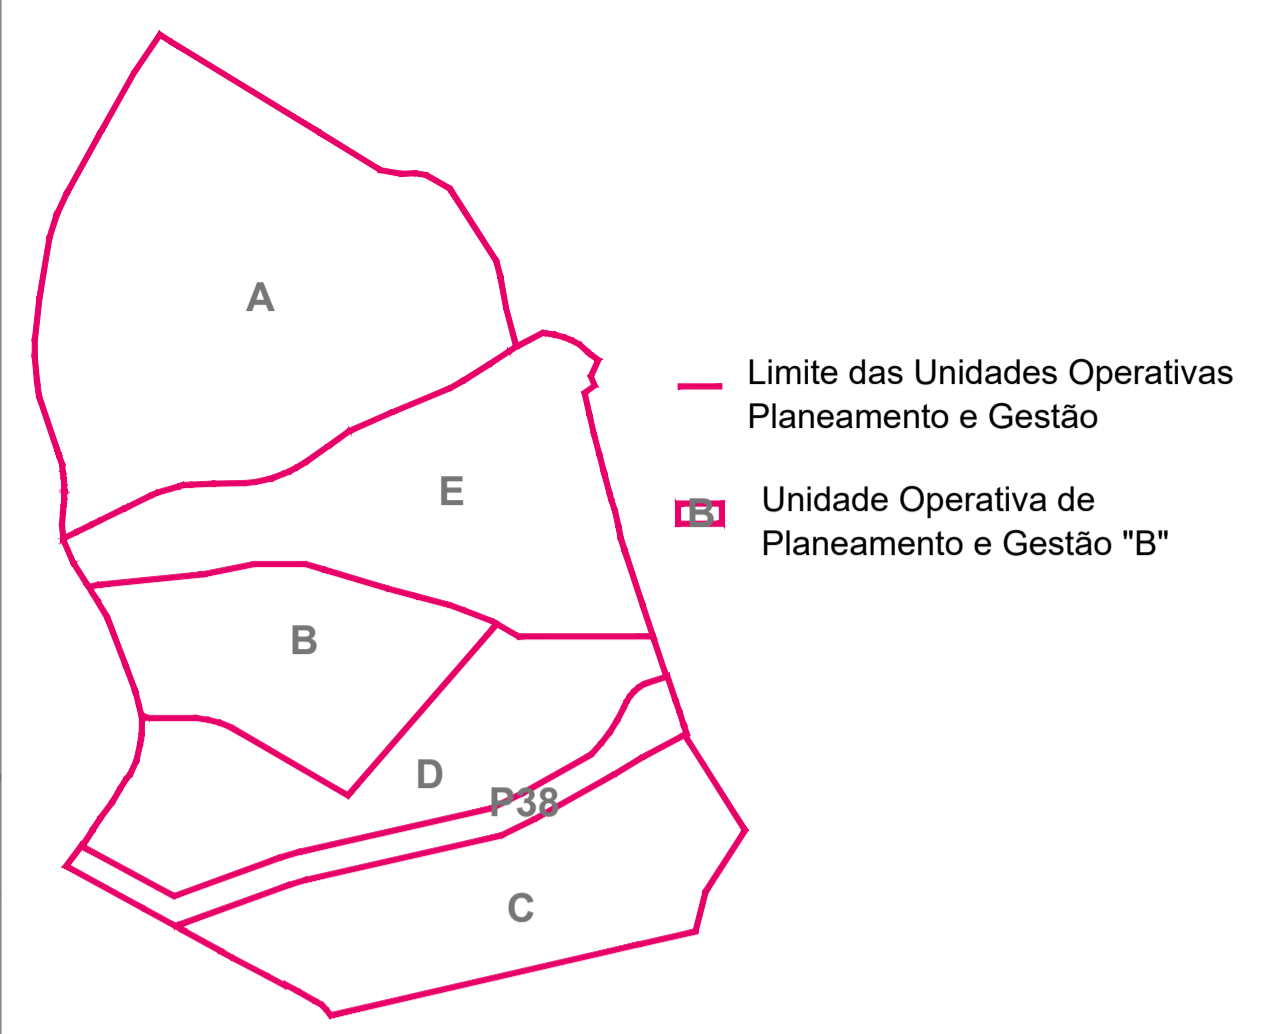 A
Limite das Unidades Operativas
Planeamento e Gestão
E
B
Unidade Operativa de
Planeamento e Gestão "B"
B
D
P38
C